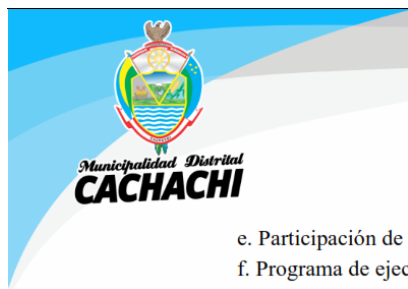 Municipalidad Distrital
CACHACHI
e. Participación de
f. Programa de ejec